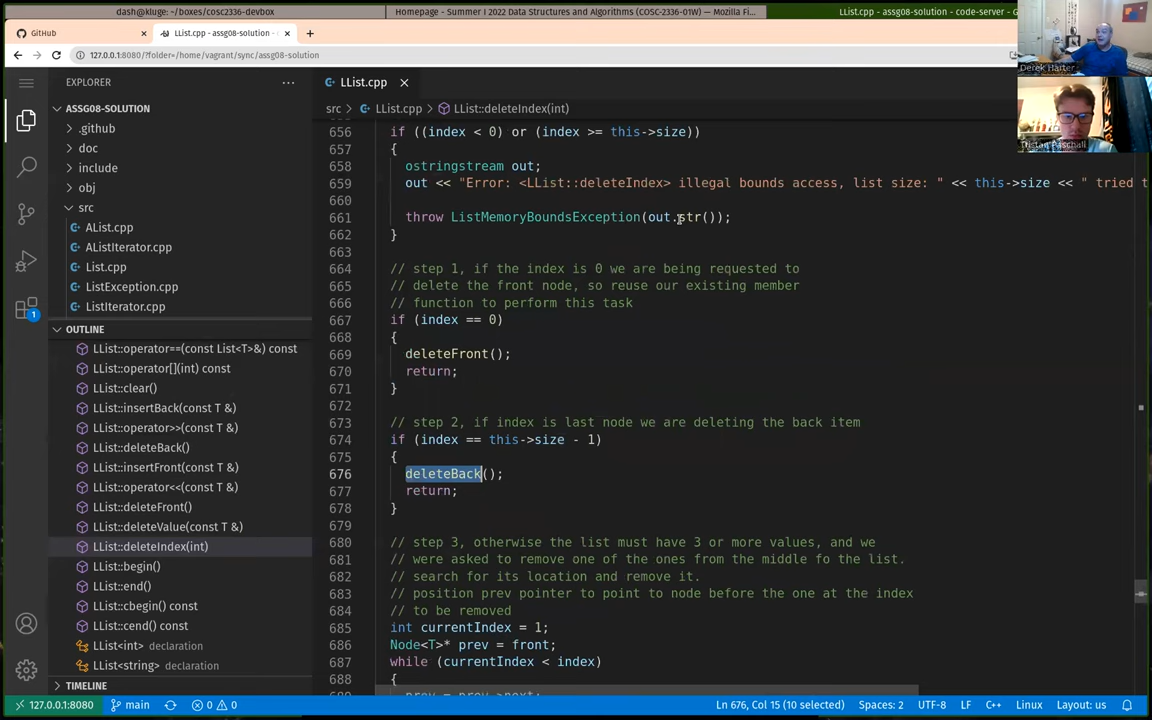 dash@kluge: ~/boxes/cosc2336-devbox
Homepage - Summer I 2022 Data Structures and Algorithms (COSC-2336-01W) — Mozilla Fi...
LList.cpp - assg08-solution - code-server -
GitHub
LList.cpp - assg08-solution -
127.0.0.1:8080/?folder=/home/vagrant/sync/assg08-solution
Derek Harter
Tristan Paschall
EXPLORER
LList.cpp
ASSG08-SOLUTION
src > LList.cpp > LList::deleteIndex(int)
.github
doc
include
obj
src
AList.cpp
AListIterator.cpp
List.cpp
ListException.cpp
ListIterator.cpp
OUTLINE
LList::operator==(const List<T>&) const
LList::operator[](int) const
LList::clear()
LList::insertBack(const T &)
LList::operator>>(const T &)
LList::deleteBack()
LList::insertFront(const T &)
LList::operator<<(const T &)
LList::deleteFront()
LList::deleteValue(const T &)
LList::deleteIndex(int)
LList::begin()
LList::end()
LList::cbegin() const
LList::cend() const
LList<int> declaration
LList<string> declaration
TIMELINE
656 if ((index < 0) or (index >= this->size))
657 {
658 ostringstream out;
659 out << "Error: <LList::deleteIndex> illegal bounds access, list size: " << this->size << " tried t
660
661 throw ListMemoryBoundsException(out.str());
662 }
663
664 // step 1, if the index is 0 we are being requested to
665 // delete the front node, so reuse our existing member
666 // function to perform this task
667 if (index == 0)
668 {
669 deleteFront();
670 return;
671 }
672
673 // step 2, if index is last node we are deleting the back item
674 if (index == this->size - 1)
675 {
676 deleteBack();
677 return;
678 }
679
680 // step 3, otherwise the list must have 3 or more values, and we
681 // were asked to remove one of the ones from the middle fo the list.
682 // search for its location and remove it.
683 // position prev pointer to point to node before the one at the index
684 // to be removed
685 int currentIndex = 1;
686 Node<T>* prev = front;
687 while (currentIndex < index)
688 {
prev = prev->next;
1
127.0.0.1:8080
main
0
0
Ln 676, Col 15 (10 selected)
Spaces: 2
UTF-8
LF
C++
Linux
Layout: us